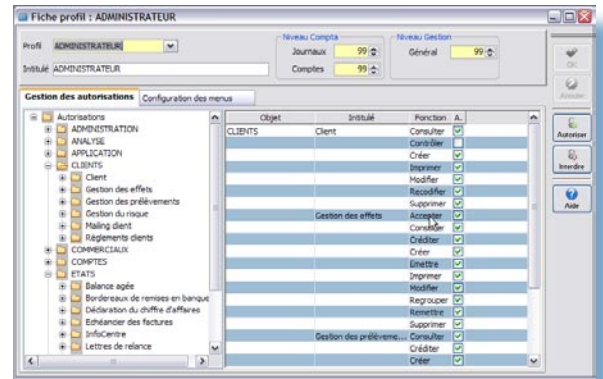 Fiche profil : ADMINISTRATEUR
Profil ADMINISTRATEUR
Intitulé ADMINISTRATEUR
Niveau Compta
Journaux 99
Comptes 99
Niveau Gestion
Général 99
OK
Annuler
Gestion des autorisations Configuration des menus
Autorisations
ADMINISTRATION
ANALYSE
APPLICATION
CLIENTS
Client
Gestion des effets
Gestion des prélèvements
Gestion du risque
Mailing client
Règlements clients
COMMERCIAUX
COMPTES
ETATS
Balance agée
Bordereaux de remises en banque
Déclaration du chiffre d'affaires
Echéancier des factures
InfoCentre
Lettres de relance
Objet Intitulé Fonction A.
CLIENTS Client Consulter
Contrôler
Créer
Imprimer
Modifier
Recodifier
Supprimer
Gestion des effets Accepter
Consulter
Créditer
Créer
Emettre
Imprimer
Modifier
Regrouper
Remettre
Supprimer
Gestion des prélèveme... Consulter
Créditer
Créer
Autoriser
Interdire
Aide